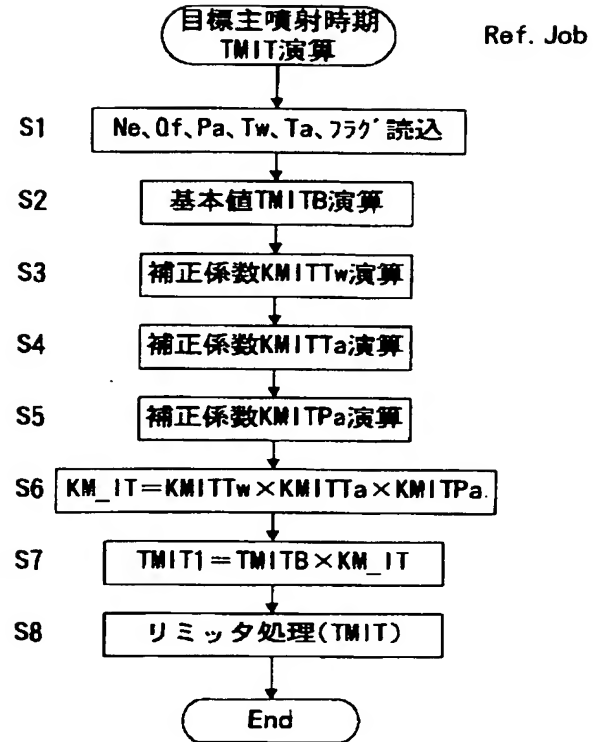 目標主噴射時期
TMIT演算
Ref. Job
S1 Ne、Qf、Pa、Tw、Ta、フラグ読込
S2 基本値TMITB演算
S3 補正係数KMITTw演算
S4 補正係数KMITTa演算
S5 補正係数KMITPa演算
S6 KM_IT=KMITTw×KMITTa×KMITPa.
S7 TMIT1=TMITB×KM_IT
S8 リミッタ処理(TMIT)
End